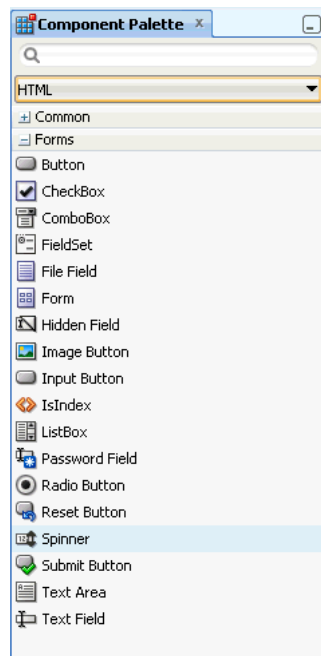 Component Palette
HTML
Common
Forms
Button
CheckBox
ComboBox
FieldSet
File Field
Form
Hidden Field
Image Button
Input Button
IsIndex
ListBox
Password Field
Radio Button
Reset Button
Spinner
Submit Button
Text Area
Text Field